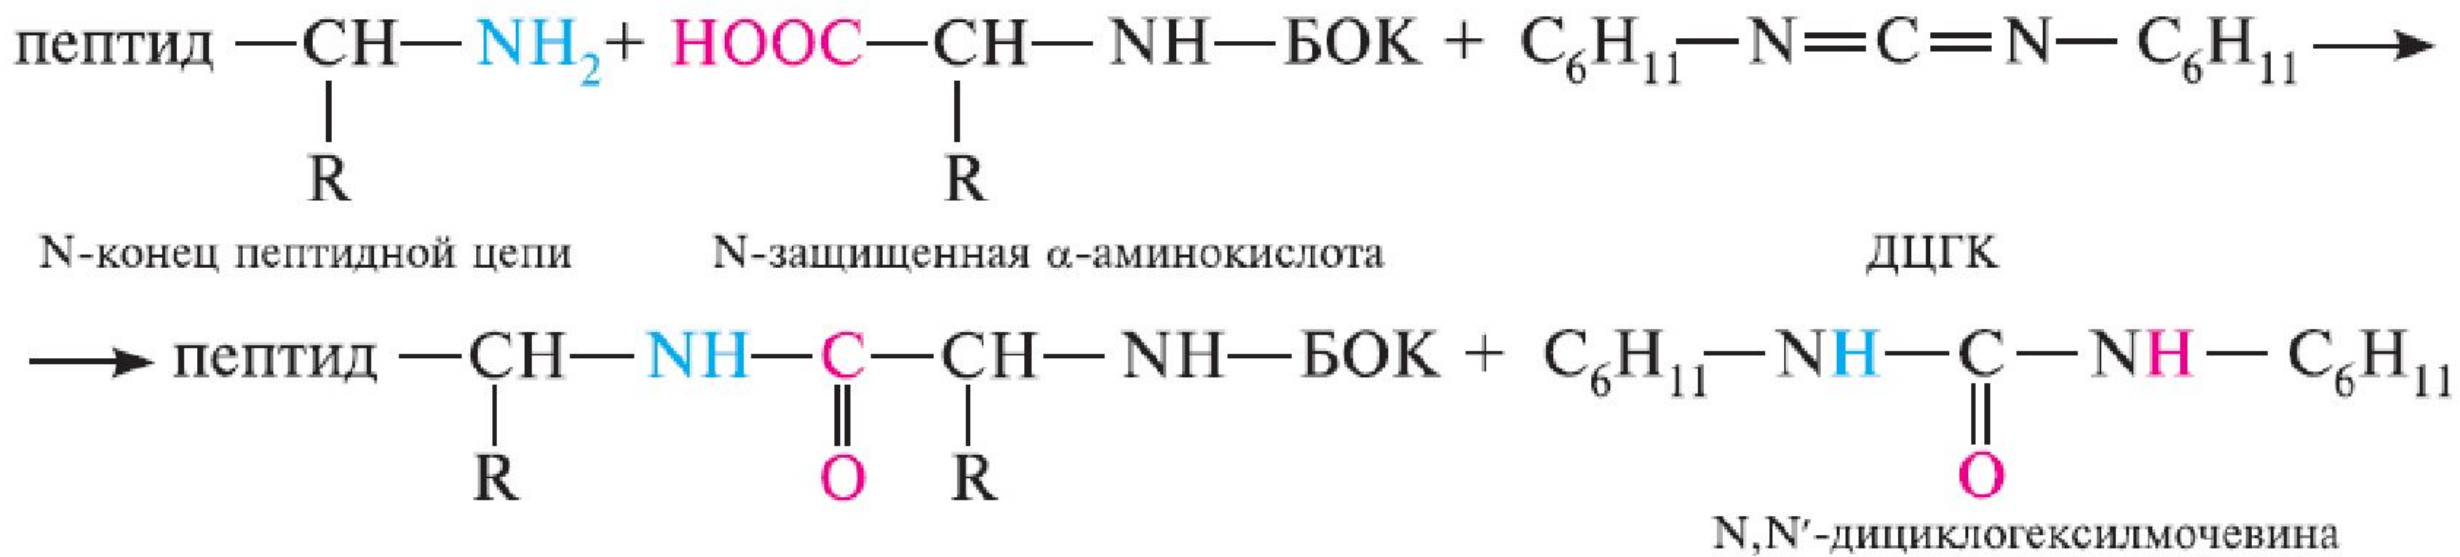 пептид—CH—NH₂+ HOOC—CH—NH—БОК + C₆H₁₁—N=C=N—C₆H₁₁→
R R
N-конец пептидной цепи N-защищенная α-аминокислота ДЦГК
→пептид—CH—NH—C—CH—NH—БОК + C₆H₁₁—NH—C—NH—C₆H₁₁
R O R O
N,N′-дициклогексилмочевина